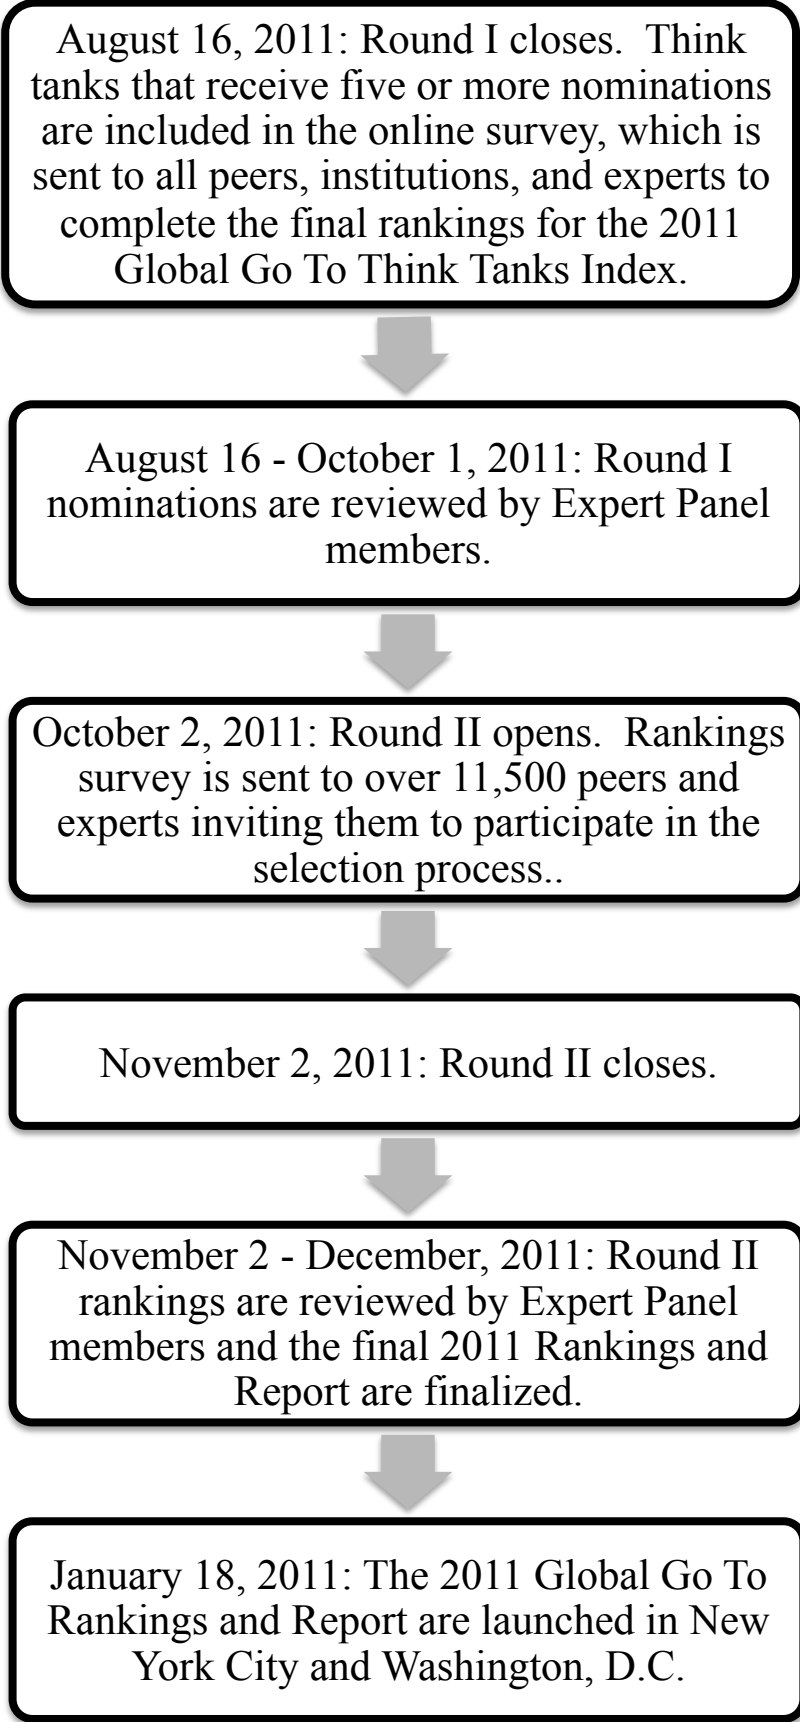 August 16, 2011: Round I closes.  Think
tanks that receive five or more nominations
are included in the online survey, which is
sent to all peers, institutions, and experts to
complete the final rankings for the 2011
Global Go To Think Tanks Index.
August 16 - October 1, 2011: Round I
nominations are reviewed by Expert Panel
members.
October 2, 2011: Round II opens.  Rankings
survey is sent to over 11,500 peers and
experts inviting them to participate in the
selection process..
November 2, 2011: Round II closes.
November 2 - December, 2011: Round II
rankings are reviewed by Expert Panel
members and the final 2011 Rankings and
Report are finalized.
January 18, 2011: The 2011 Global Go To
Rankings and Report are launched in New
York City and Washington, D.C.